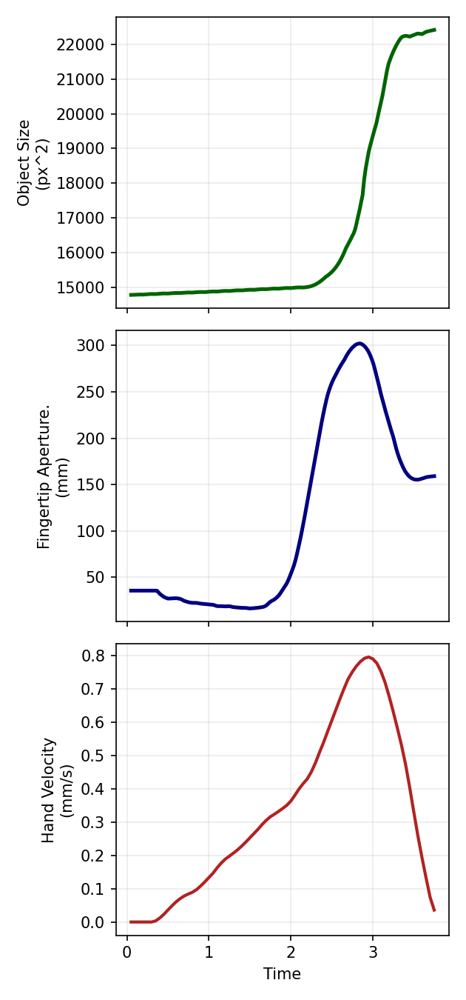 Object Size
(px^2)
22000
21000
20000
19000
18000
17000
16000
15000
Fingertip Aperture.
(mm)
300
250
200
150
100
50
Hand Velocity
(mm/s)
0.8
0.7
0.6
0.5
0.4
0.3
0.2
0.1
0.0
0 1 2 3
Time